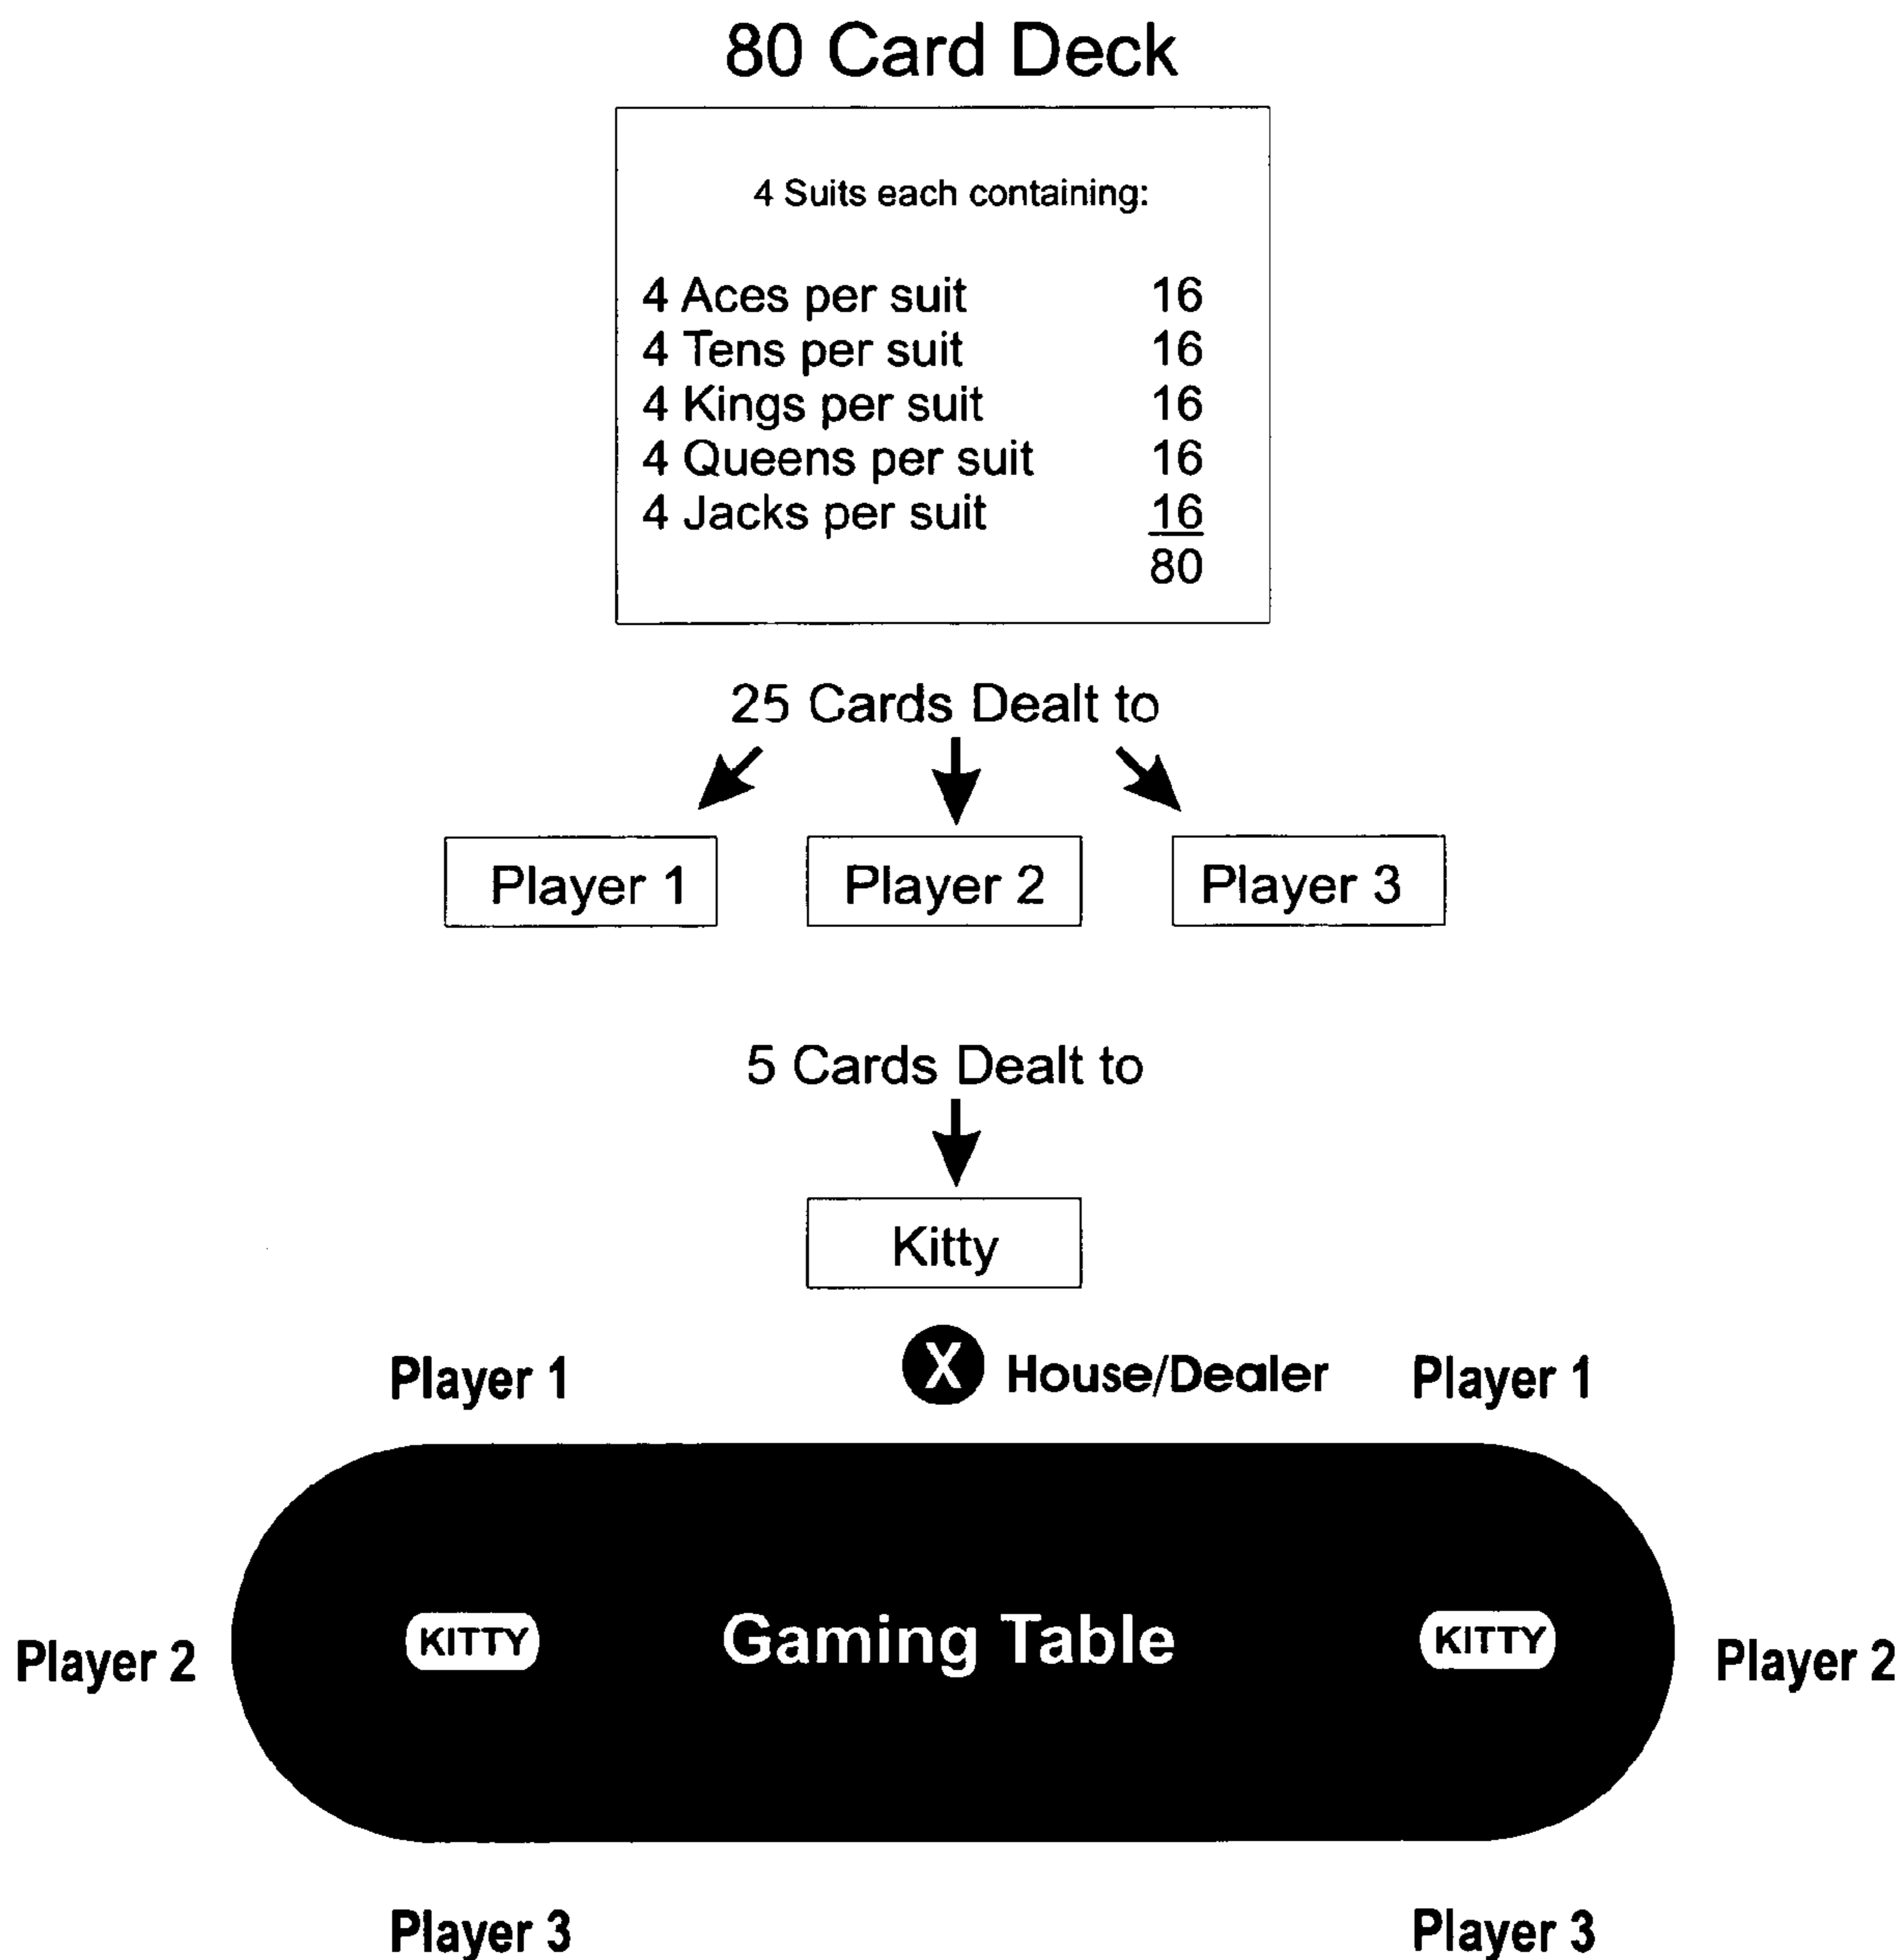 80 Card Deck
4 Suits each containing:
4 Aces per suit 16
4 Tens per suit 16
4 Kings per suit 16
4 Queens per suit 16
4 Jacks per suit 16
80
25 Cards Dealt to
Player 1 Player 2 Player 3
5 Cards Dealt to
Kitty
Player 1 X House/Dealer Player 1
Player 2 KITTY Gaming Table KITTY Player 2
Player 3 Player 3